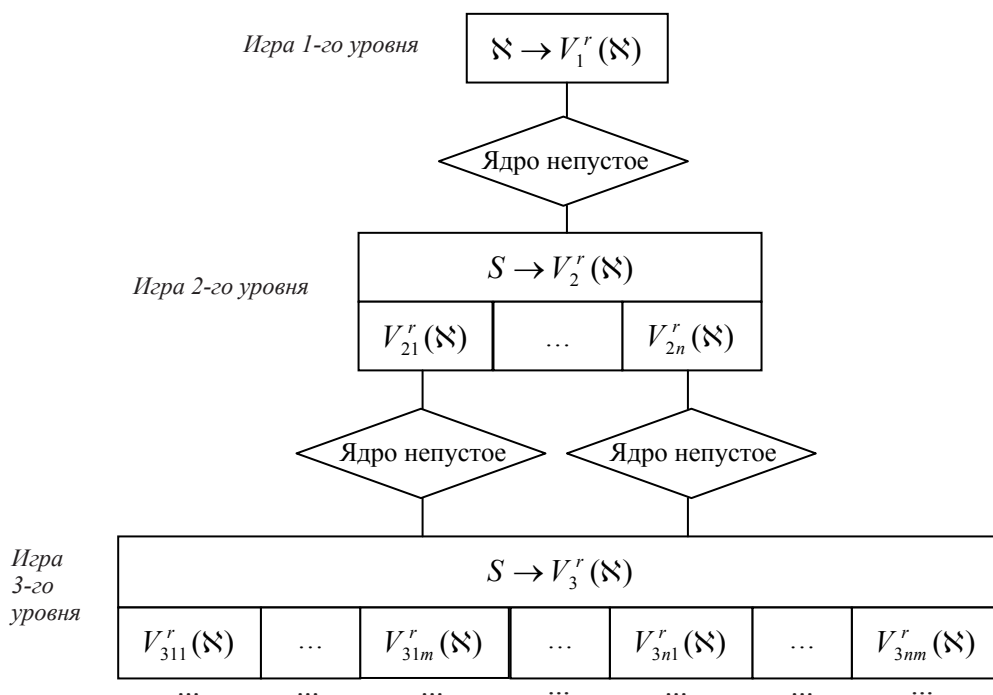 Игра 1-го уровня
ℵ → V₁ʳ(ℵ)
Ядро непустое
Игра 2-го уровня
S → V₂ʳ(ℵ)
V₂₁ʳ(ℵ) ... V₂ₙʳ(ℵ)
Ядро непустое Ядро непустое
Игра
3-го
уровня
S → V₃ʳ(ℵ)
V₃₁₁ʳ(ℵ) ... V₃₁ₘʳ(ℵ) ... V₃ₙ₁ʳ(ℵ) ... V₃ₙₘʳ(ℵ)
... ... ... ... ... ... ...